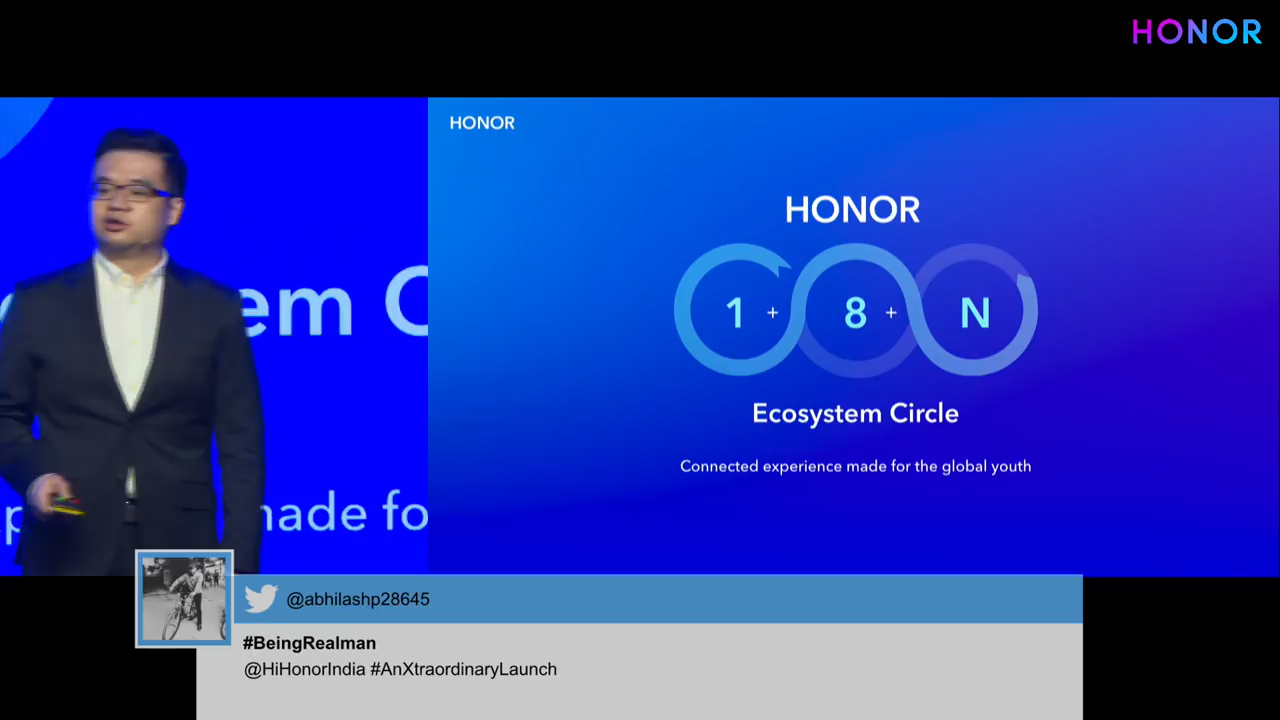 HONOR
HONOR
HONOR
1 + 8 + N
Ecosystem Circle
Connected experience made for the global youth
em C
made fo
@abhilashp28645
#BeingRealman
@HiHonorIndia #AnXtraordinaryLaunch